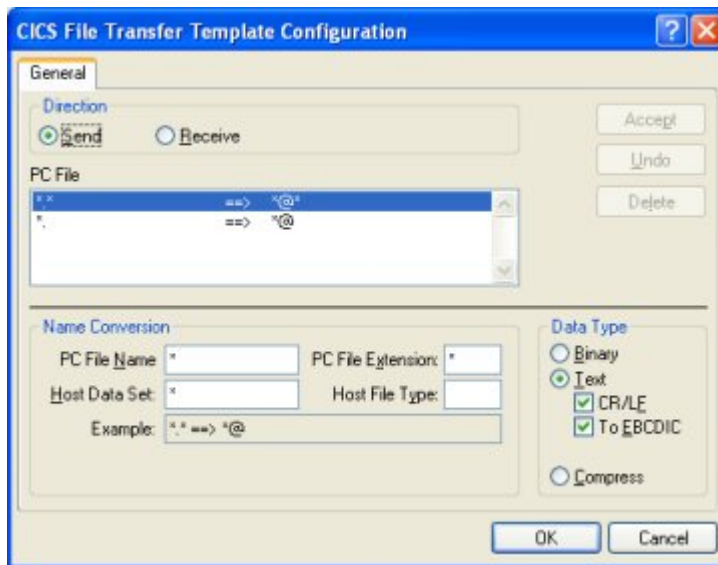 CICS File Transfer Template Configuration
General
Direction
Send Receive
Accept
Undo
Delete
PC File
*.* ==> *@*
*. ==> *@
Name Conversion
PC File Name * PC File Extension: *
Host Data Set: * Host File Type:
Example: *.* ==> *@
Data Type
Binary
Text
CR/LF
To EBCDIC
Compress
OK Cancel